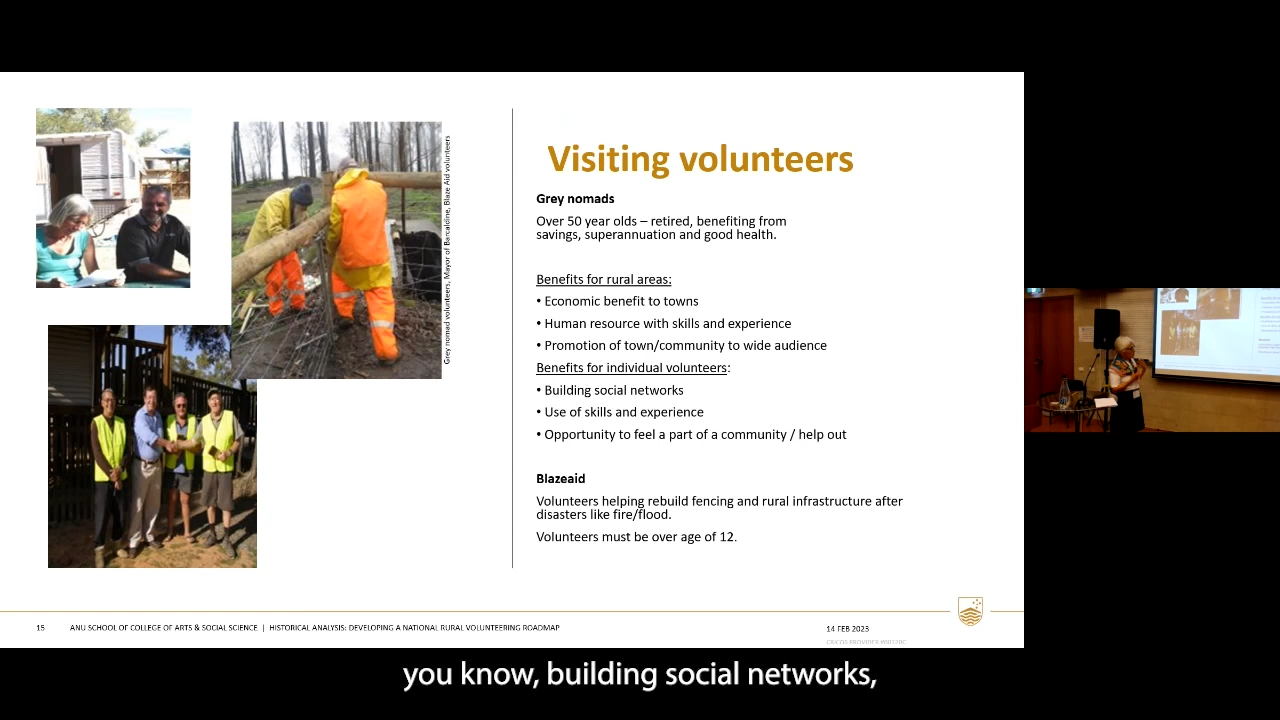 Visiting volunteers
Grey nomads
Over 50 year olds – retired, benefiting from
savings, superannuation and good health.
Benefits for rural areas:
• Economic benefit to towns
• Human resource with skills and experience
• Promotion of town/community to wide audience
Benefits for individual volunteers:
• Building social networks
• Use of skills and experience
• Opportunity to feel a part of a community / help out
Blazeaid
Volunteers helping rebuild fencing and rural infrastructure after
disasters like fire/flood.
Volunteers must be over age of 12.
Grey nomad volunteers, Mayor of Barcaldine, Blaze Aid volunteers
15 ANU SCHOOL OF COLLEGE OF ARTS & SOCIAL SCIENCE | HISTORICAL ANALYSIS: DEVELOPING A NATIONAL RURAL VOLUNTEERING ROADMAP
14 FEB 2023
you know, building social networks,